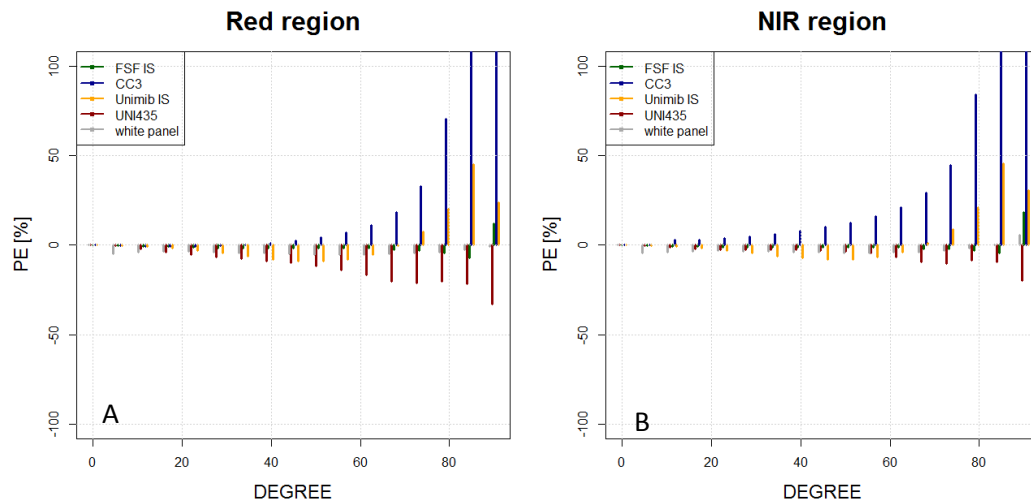 Red region
NIR region
FSF IS
CC3
Unimib IS
UNI435
white panel
PE [%]
100
50
0
-50
-100
A
0 20 40 60 80
DEGREE
FSF IS
CC3
Unimib IS
UNI435
white panel
PE [%]
100
50
0
-50
-100
B
0 20 40 60 80
DEGREE